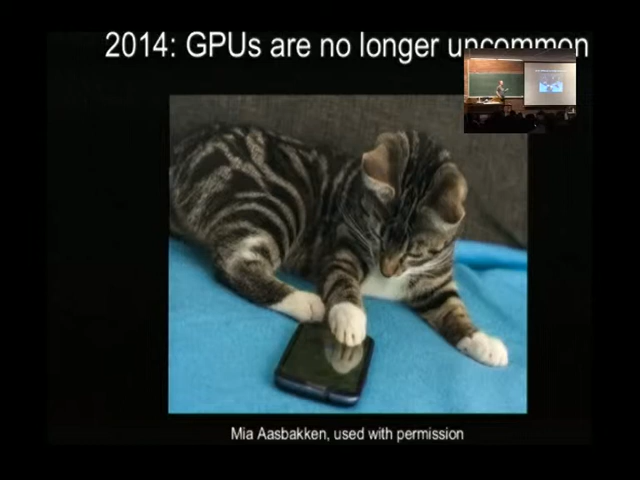 2014: GPUs are no longer uncommon
Mia Aasbakken, used with permission